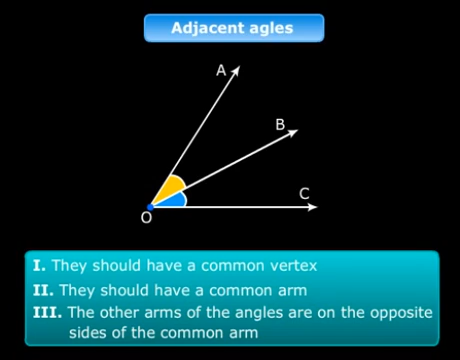 Adjacent agles
A
B
C
O
I. They should have a common vertex
II. They should have a common arm
III. The other arms of the angles are on the opposite
sides of the common arm